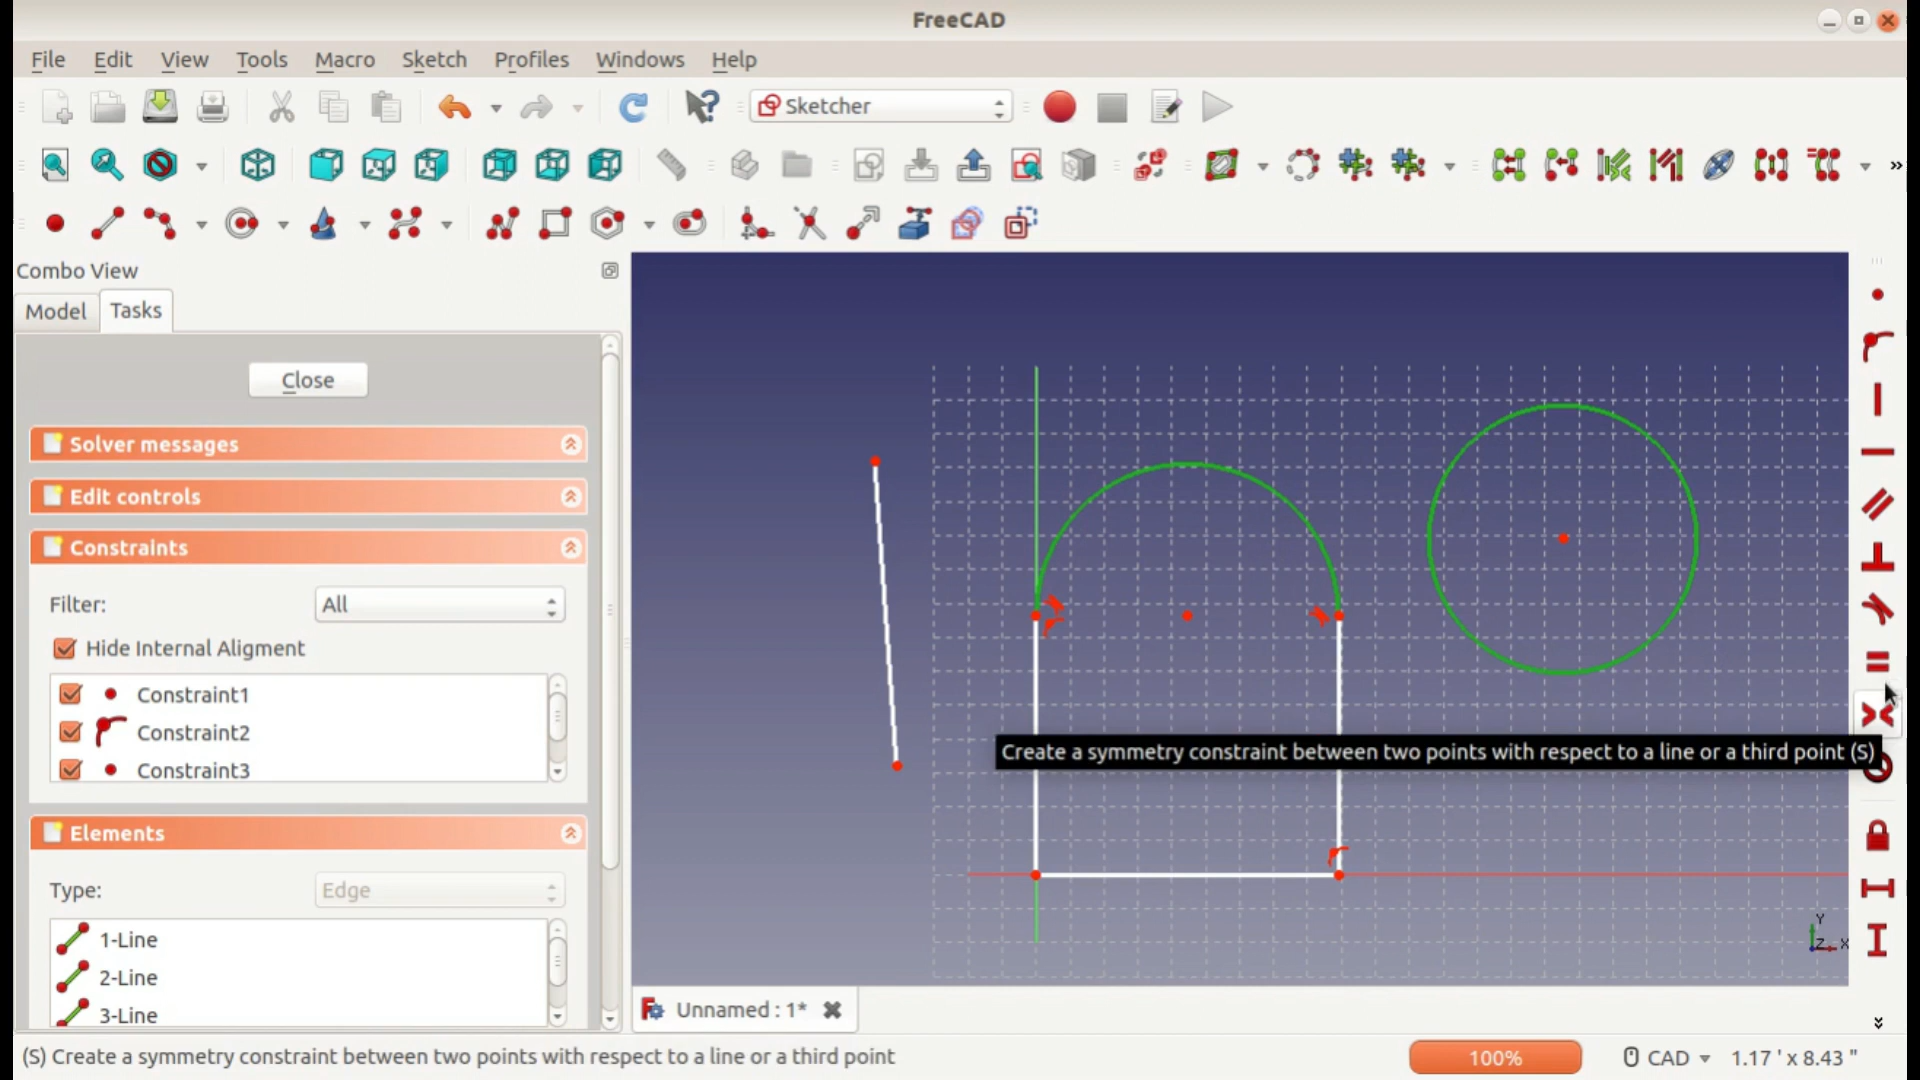 FreeCAD
File Edit View Tools Macro Sketch Profiles Windows Help
Sketcher
Combo View
Model Tasks
Close
Solver messages
Edit controls
Constraints
Filter: All
Hide Internal Aligment
Constraint1
Constraint2
Constraint3
Elements
Type: Edge
1-Line
2-Line
3-Line
Create a symmetry constraint between two points with respect to a line or a third point (S)
Y
Z X
Unnamed : 1*
(S) Create a symmetry constraint between two points with respect to a line or a third point
100% CAD 1.17 ' x 8.43 "